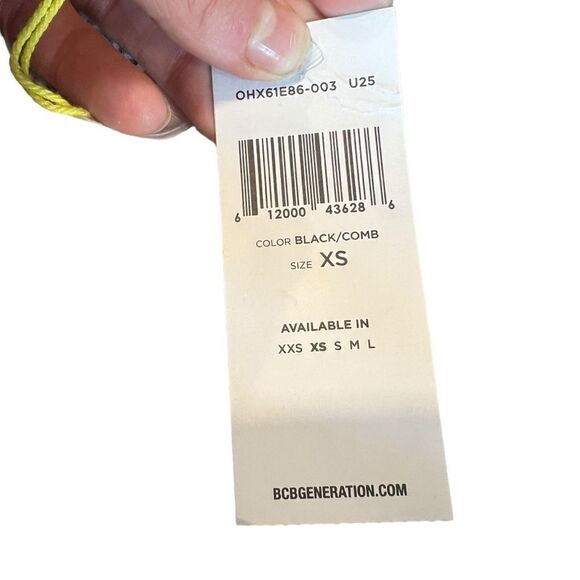 OHX61E86-003 U25
6 12000 43628 6
COLOR BLACK/COMB
SIZE XS
AVAILABLE IN
XXS XS S M L
BCBGENERATION.COM